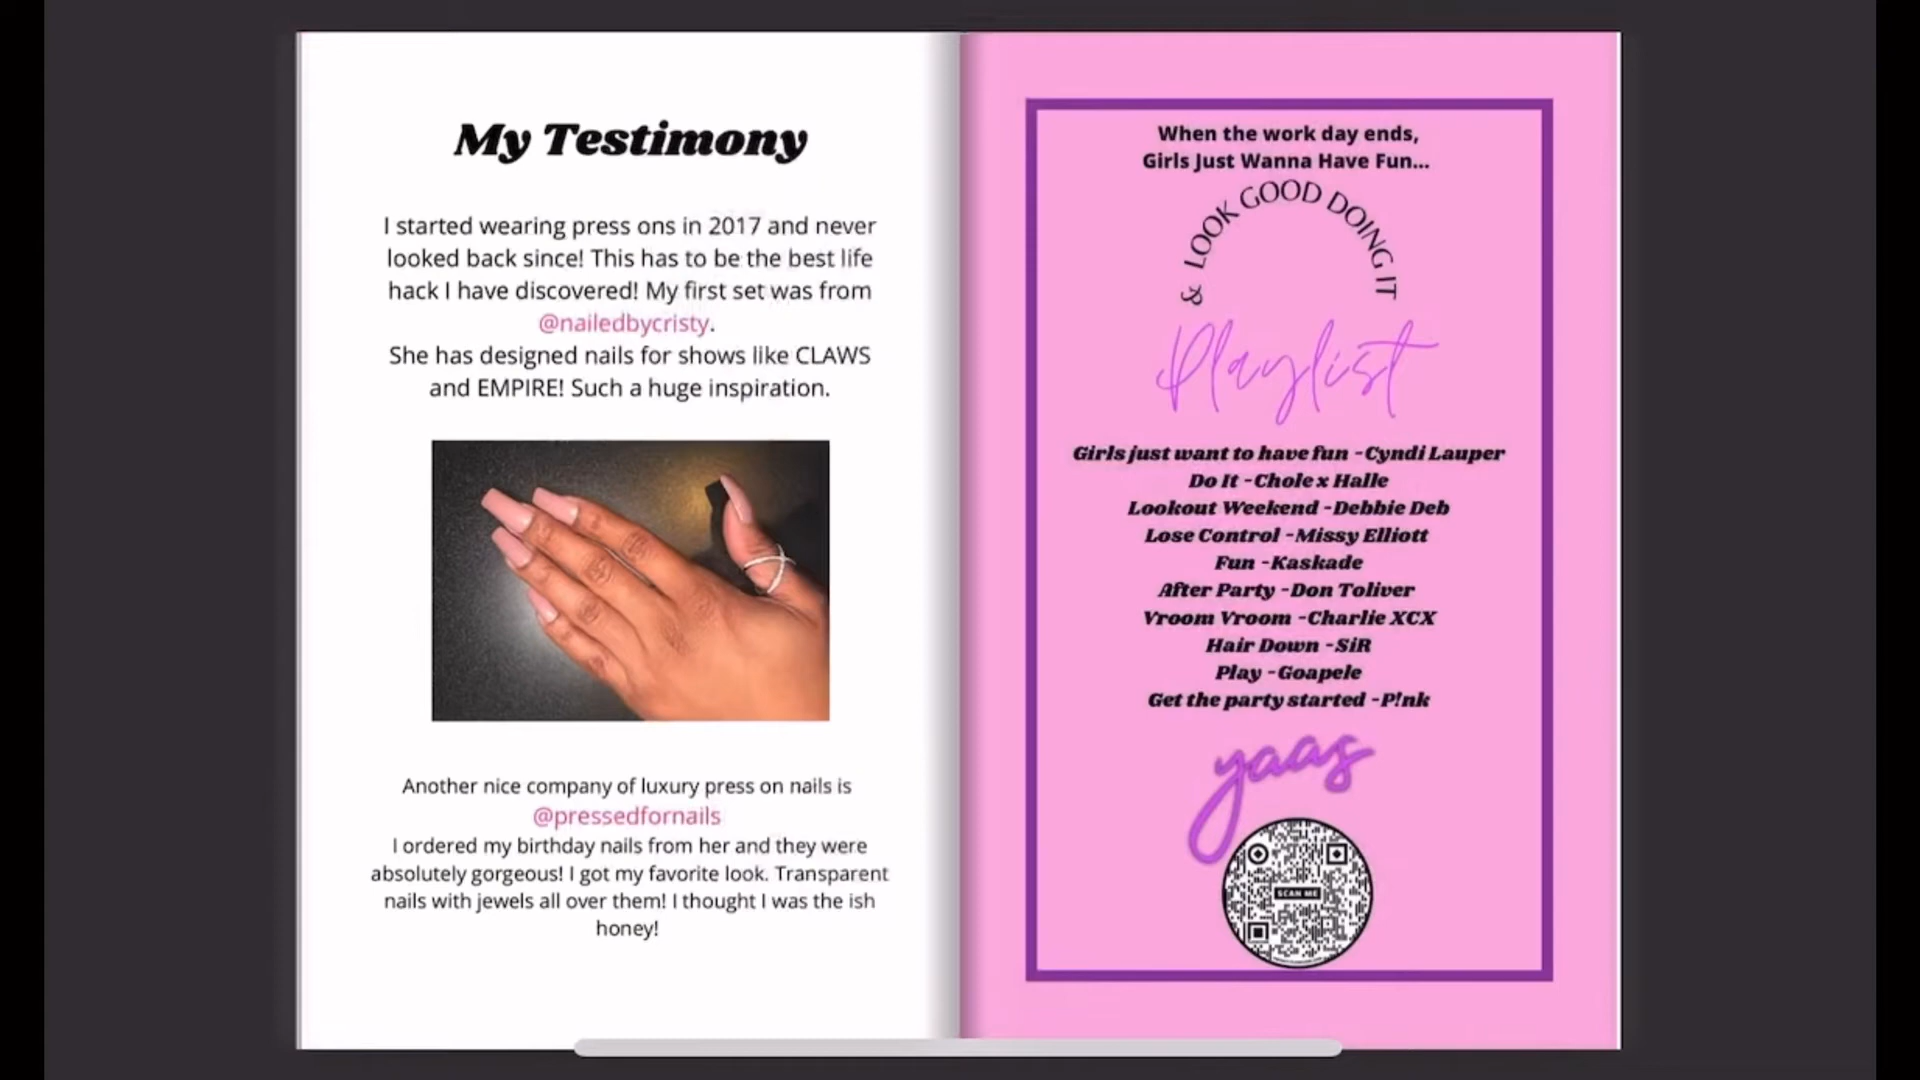 My Testimony
I started wearing press ons in 2017 and never
looked back since! This has to be the best life
hack I have discovered! My first set was from
@nailedbycristy.
She has designed nails for shows like CLAWS
and EMPIRE! Such a huge inspiration.
Another nice company of luxury press on nails is
@pressedfornails
I ordered my birthday nails from her and they were
absolutely gorgeous! I got my favorite look. Transparent
nails with jewels all over them! I thought I was the ish
honey!
When the work day ends,
Girls Just Wanna Have Fun...
& LOOK GOOD DOING IT
Playlist
Girls just want to have fun -Cyndi Lauper
Do It -Chole x Halle
Lookout Weekend -Debbie Deb
Lose Control -Missy Elliott
Fun -Kaskade
After Party -Don Toliver
Vroom Vroom -Charlie XCX
Hair Down -SiR
Play -Goapele
Get the party started -P!nk
yaas
SCAN ME